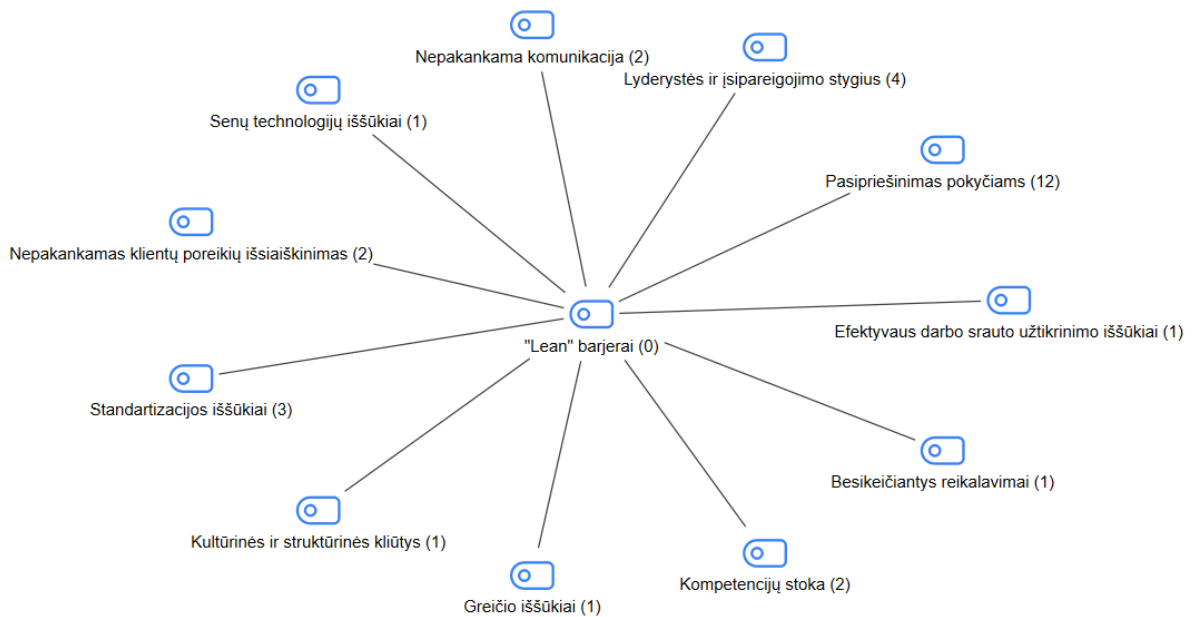 Nepakankama komunikacija (2)
Lyderystės ir įsipareigojimo stygius (4)
Senų technologijų iššūkiai (1)
Pasipriešinimas pokyčiams (12)
Nepakankamas klientų poreikių išsiaiškinimas (2)
Efektyvaus darbo srauto užtikrinimo iššūkiai (1)
"Lean" barjerai (0)
Standartizacijos iššūkiai (3)
Besikeičiantys reikalavimai (1)
Kultūrinės ir struktūrinės kliūtys (1)
Kompetencijų stoka (2)
Greičio iššūkiai (1)